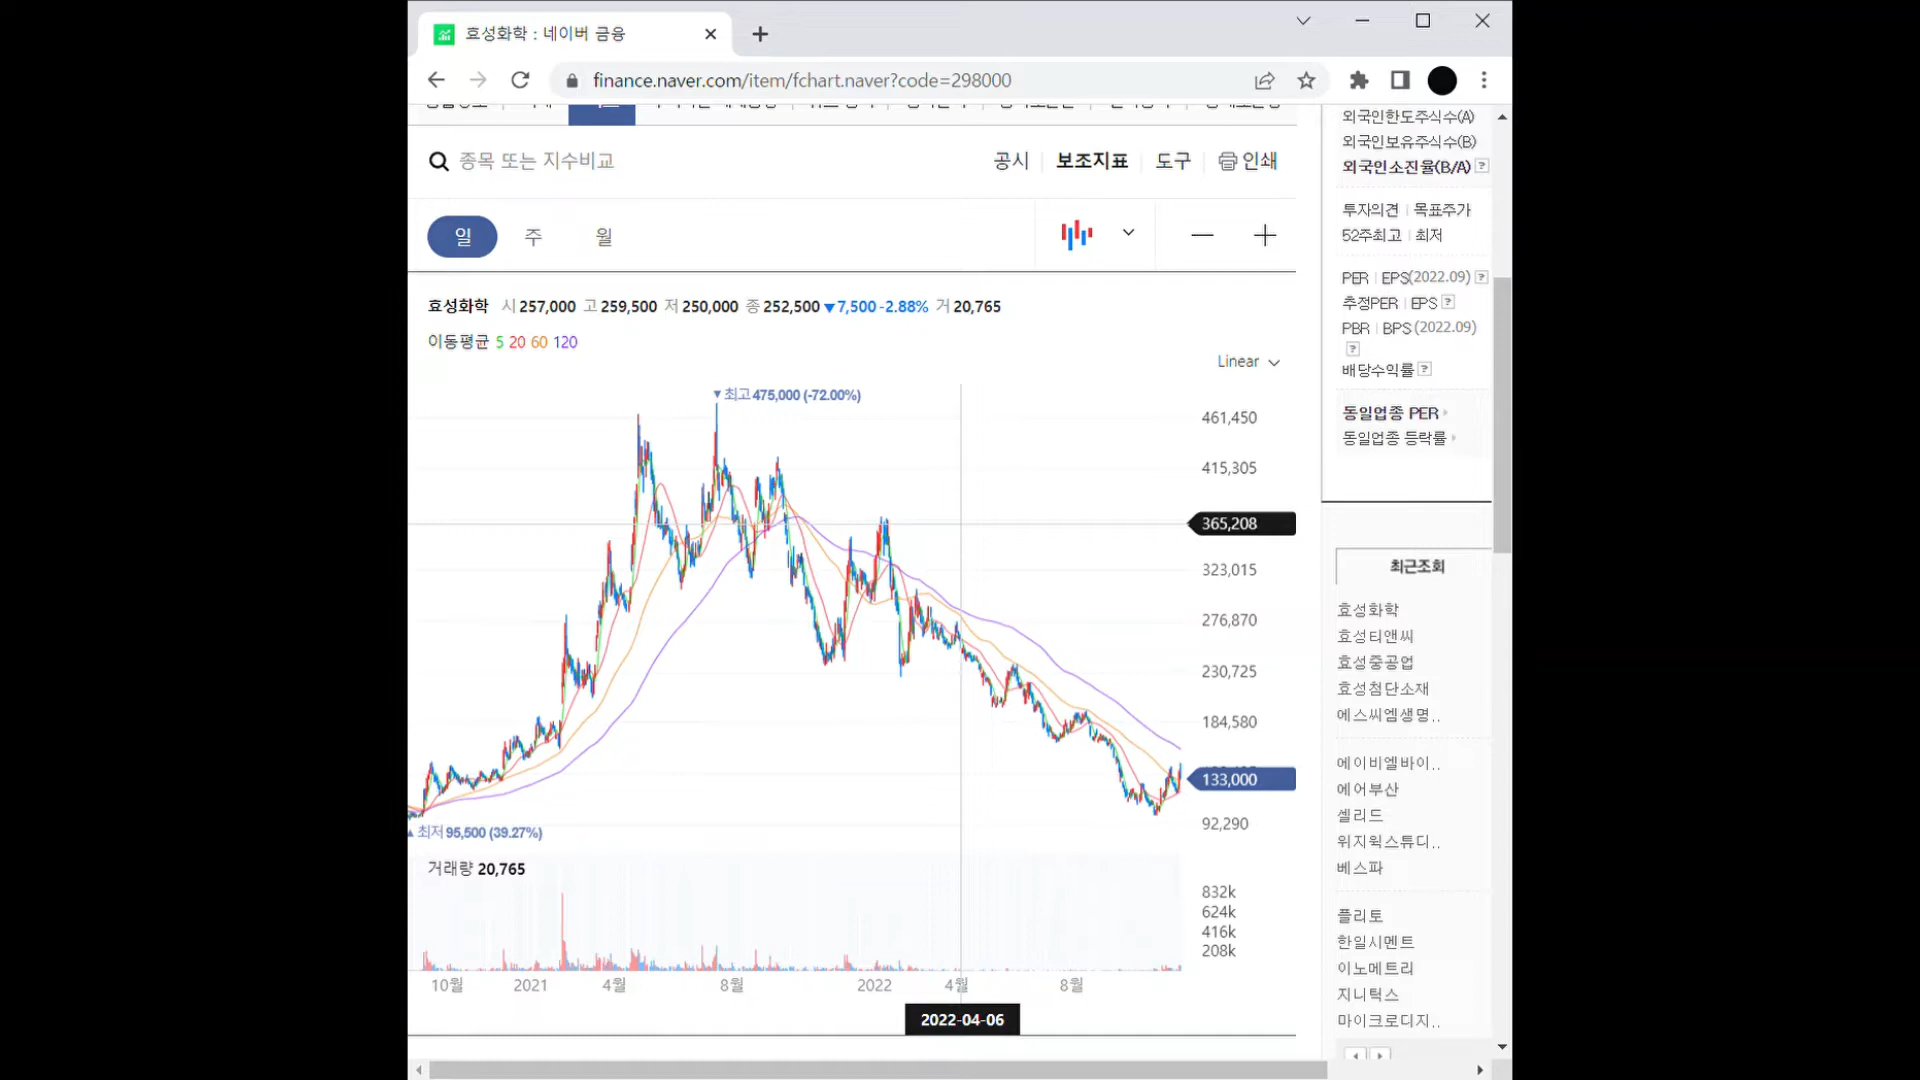 효성화학 : 네이버 금융
finance.naver.com/item/fchart.naver?code=298000
종목 또는 지수비교
공시 보조지표 도구 인쇄
일 주 월
효성화학 시 257,000 고 259,500 저 250,000 종 252,500 ▼7,500 -2.88% 거 20,765
이동평균 5 20 60 120
Linear
▼최고 475,000 (-72.00%)
461,450
415,305
365,208
323,015
276,870
230,725
184,580
133,000
92,290
▲최저 95,500 (39.27%)
거래량 20,765
832k
624k
416k
208k
10월 2021 4월 8월 2022 4월 8월
2022-04-06
외국인한도주식수(A)
외국인보유주식수(B)
외국인소진율(B/A) ?
투자의견 | 목표주가
52주최고 | 최저
PER | EPS(2022.09) ?
추정PER | EPS ?
PBR | BPS (2022.09)
?
배당수익률 ?
동일업종 PER
동일업종 등락률
최근조회
효성화학
효성티앤씨
효성중공업
효성첨단소재
에스씨엠생명..
에이비엘바이..
에어부산
셀리드
위지윅스튜디..
베스파
플리토
한일시멘트
이노메트리
지니틱스
마이크로디지..